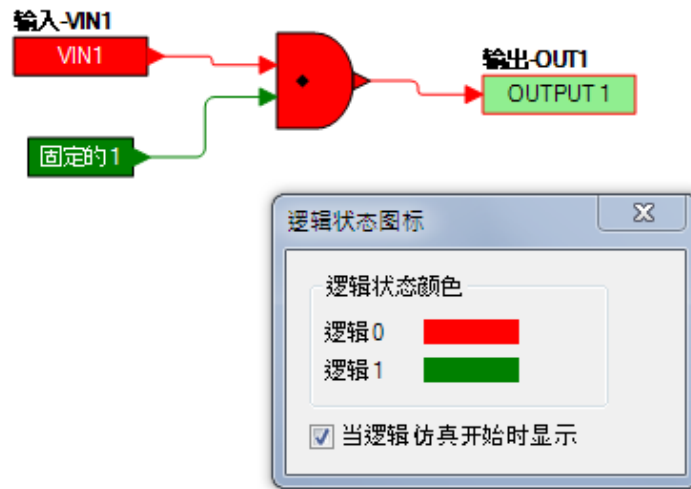 输入-VIN1
VIN1
输出-OUT1
OUTPUT 1
固定的 1
逻辑状态图标
逻辑状态颜色
逻辑 0
逻辑 1
当逻辑仿真开始时显示